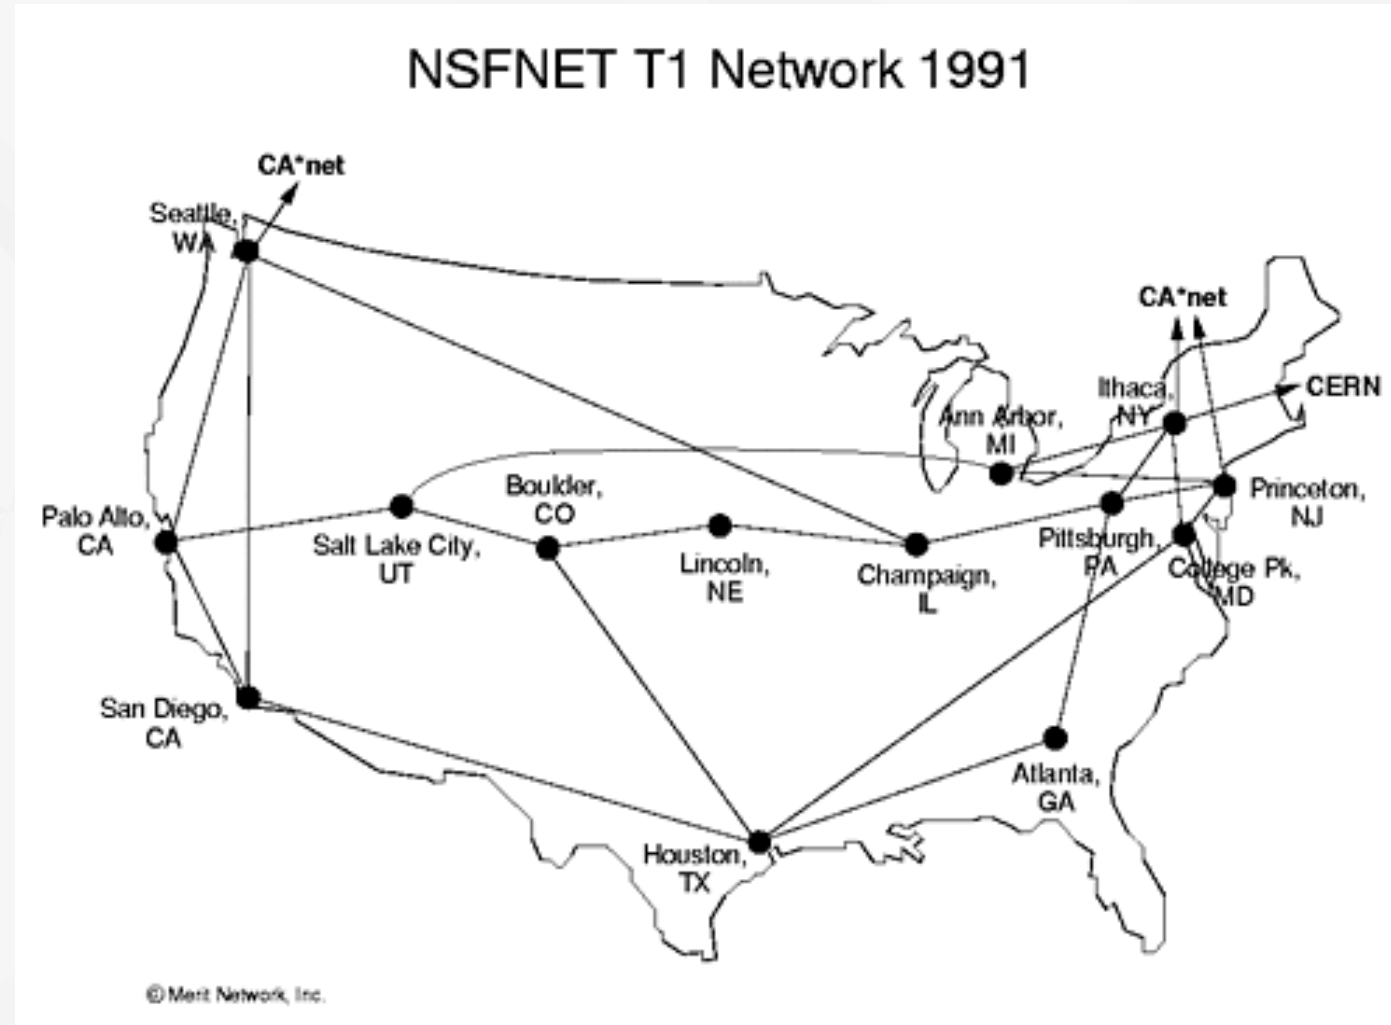 NSFNET T1 Network 1991
CA*net
Seattle,
WA
CA*net
Ithaca,
NY
CERN
Ann Arbor,
MI
Boulder,
CO
Princeton,
NJ
Palo Alto,
CA
Salt Lake City,
UT
Lincoln,
NE
Champaign,
IL
Pittsburgh,
PA
College Pk,
MD
San Diego,
CA
Atlanta,
GA
Houston,
TX
© Merit Network, Inc.